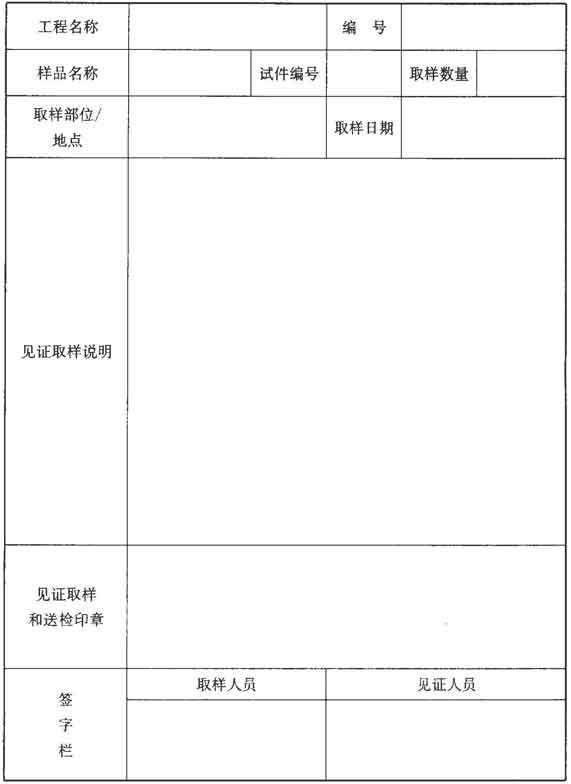 工程名称 编 号
样品名称 试件编号 取样数量
取样部位/
地点
取样日期
见证取样说明
见证取样
和送检印章
签
字
栏
取样人员 见证人员